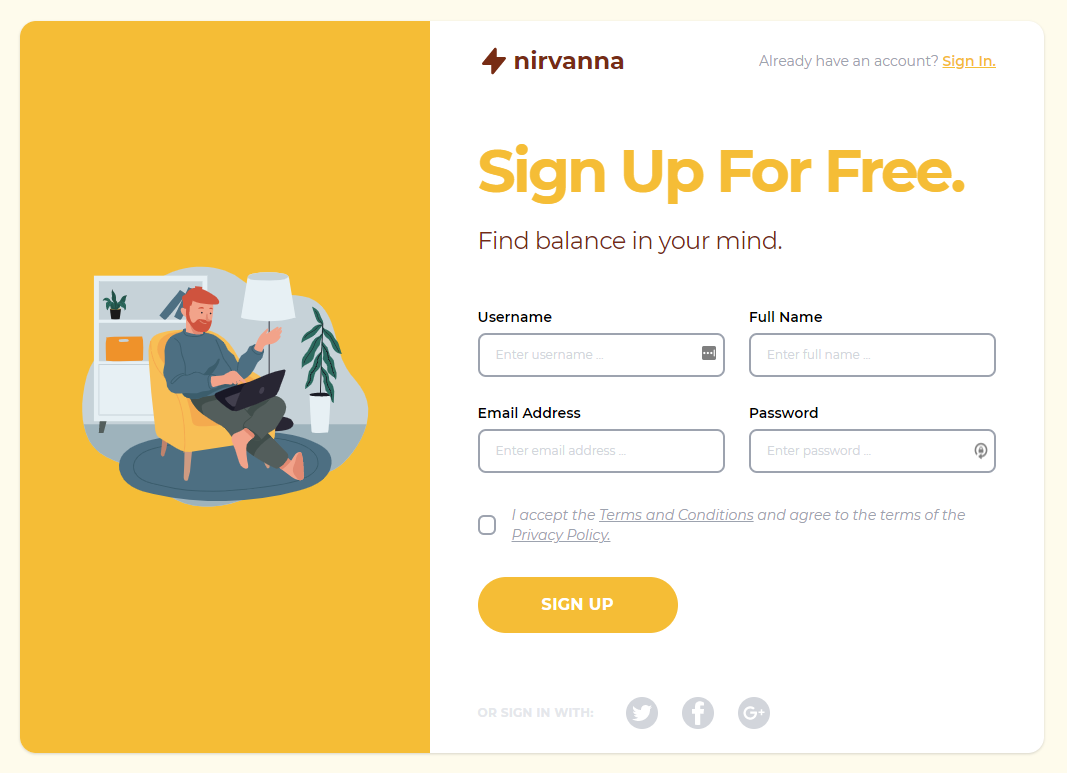 nirvanna
Already have an account? Sign In.
Sign Up For Free.
Find balance in your mind.
Username
Full Name
Enter username ...
Enter full name ...
Email Address
Password
Enter email address ...
Enter password ...
I accept the Terms and Conditions and agree to the terms of the
Privacy Policy.
SIGN UP
OR SIGN IN WITH:
G+